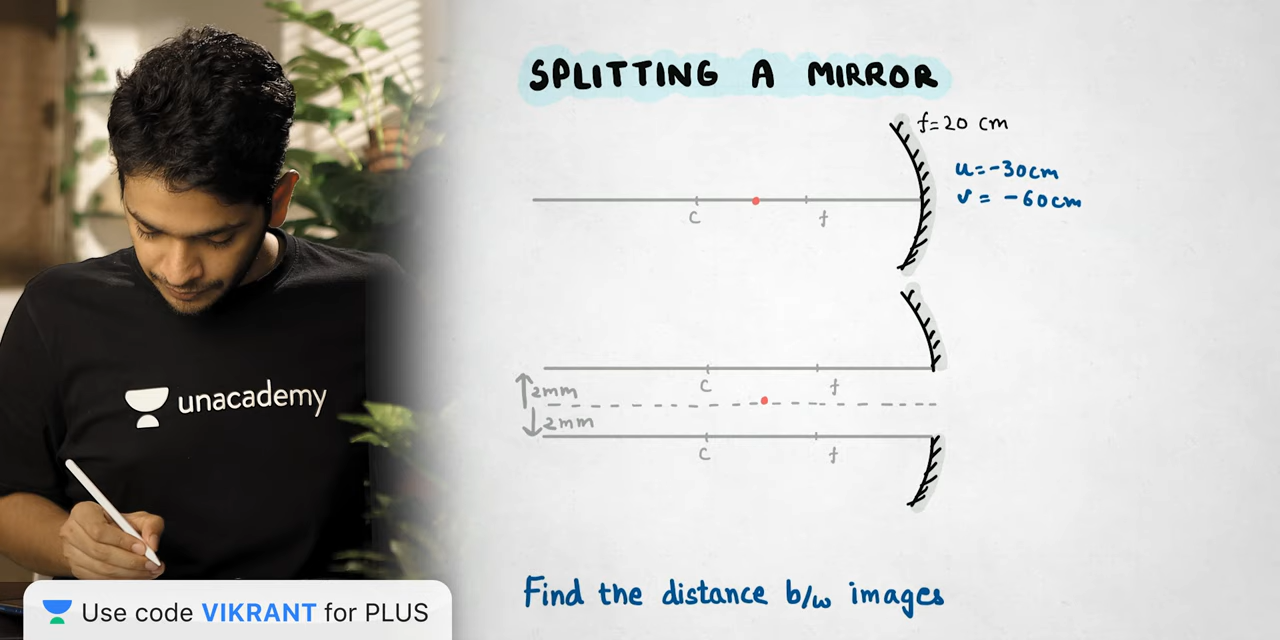 SPLITTING A MIRROR
f=20 cm
u=-30cm
v = -60cm
C
f
C
f
2mm
2mm
C
f
Find the distance b/w images
unacademy
Use code VIKRANT for PLUS